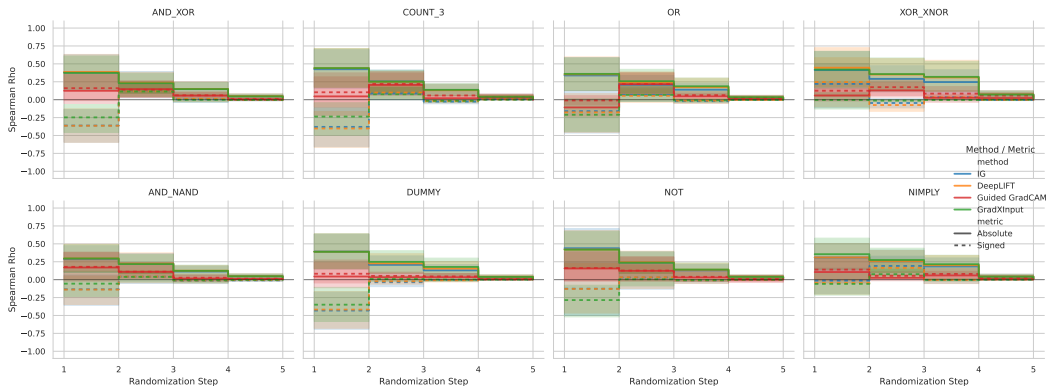 AND_XOR
COUNT_3
OR
XOR_XNOR
1.00
0.75
0.50
0.25
0.00
−0.25
−0.50
−0.75
−1.00
Spearman Rho
AND_NAND
DUMMY
NOT
NIMPLY
1.00
0.75
0.50
0.25
0.00
−0.25
−0.50
−0.75
−1.00
Spearman Rho
1 2 3 4 5
Randomization Step
1 2 3 4 5
Randomization Step
1 2 3 4 5
Randomization Step
1 2 3 4 5
Randomization Step
Method / Metric
method
IG
DeepLIFT
Guided GradCAM
GradXInput
metric
Absolute
Signed